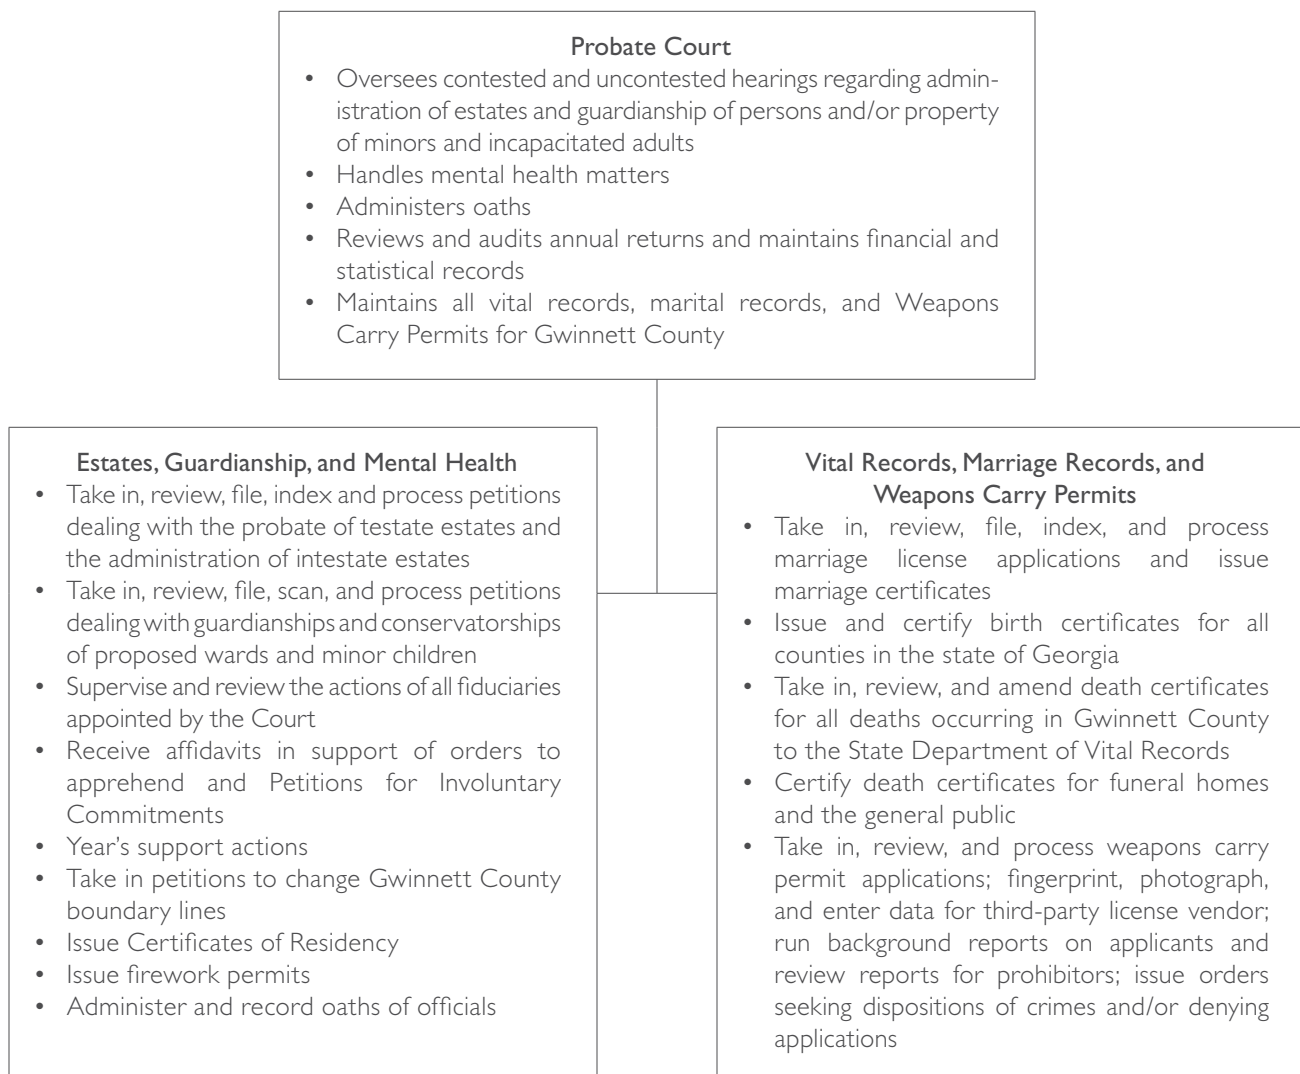 Probate Court
• Oversees contested and uncontested hearings regarding admin-
istration of estates and guardianship of persons and/or property
of minors and incapacitated adults
• Handles mental health matters
• Administers oaths
• Reviews and audits annual returns and maintains financial and
statistical records
• Maintains all vital records, marital records, and Weapons
Carry Permits for Gwinnett County
Estates, Guardianship, and Mental Health
• Take in, review, file, index and process petitions
dealing with the probate of testate estates and
the administration of intestate estates
• Take in, review, file, scan, and process petitions
dealing with guardianships and conservatorships
of proposed wards and minor children
• Supervise and review the actions of all fiduciaries
appointed by the Court
• Receive affidavits in support of orders to
apprehend and Petitions for Involuntary
Commitments
• Year's support actions
• Take in petitions to change Gwinnett County
boundary lines
• Issue Certificates of Residency
• Issue firework permits
• Administer and record oaths of officials
Vital Records, Marriage Records, and
Weapons Carry Permits
• Take in, review, file, index, and process
marriage license applications and issue
marriage certificates
• Issue and certify birth certificates for all
counties in the state of Georgia
• Take in, review, and amend death certificates
for all deaths occurring in Gwinnett County
to the State Department of Vital Records
• Certify death certificates for funeral homes
and the general public
• Take in, review, and process weapons carry
permit applications; fingerprint, photograph,
and enter data for third-party license vendor;
run background reports on applicants and
review reports for prohibitors; issue orders
seeking dispositions of crimes and/or denying
applications